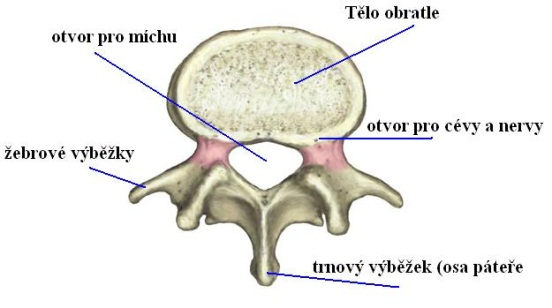 Tělo obratle
otvor pro míchu
otvor pro cévy a nervy
žebrové výběžky
trnový výběžek (osa páteře